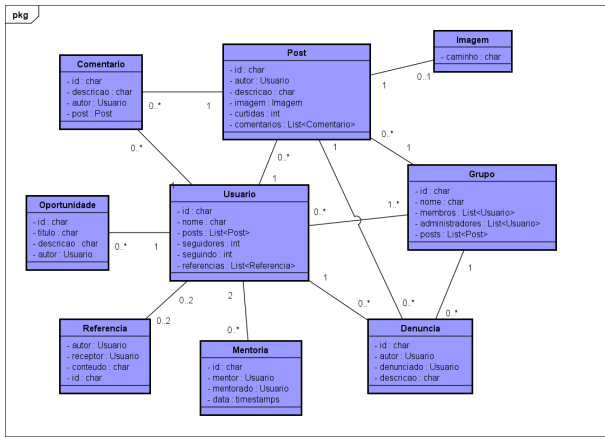 pkg
Comentario
- id : char
- descricao : char
- autor : Usuario
- post : Post
Post
- id : char
- autor : Usuario
- descricao : char
- imagem : Imagem
- curtidas : int
- comentarios : List<Comentario>
Imagem
- caminho : char
0..*
1
1
0..1
0..*
0..*
1
0..*
1
1
1
Grupo
- id : char
- nome : char
- membros : List<Usuario>
- administradores : List<Usuario>
- posts : List<Post>
Oportunidade
- id : char
- titulo : char
- descricao : char
- autor : Usuario
Usuario
- id : char
- nome : char
- posts : List<Post>
- seguidores : int
- seguindo : int
- referencias : List<Referencia>
0..*
1..*
0..*
1
1
1
0..2
2
0..2
0..*
0..*
0..*
0..*
Referencia
- autor : Usuario
- receptor : Usuario
- conteudo : char
- id : char
Mentoria
- id : char
- mentor : Usuario
- mentorado : Usuario
- data : timestamps
Denuncia
- id : char
- autor : Usuario
- denunciado : Usuario
- descricao : char